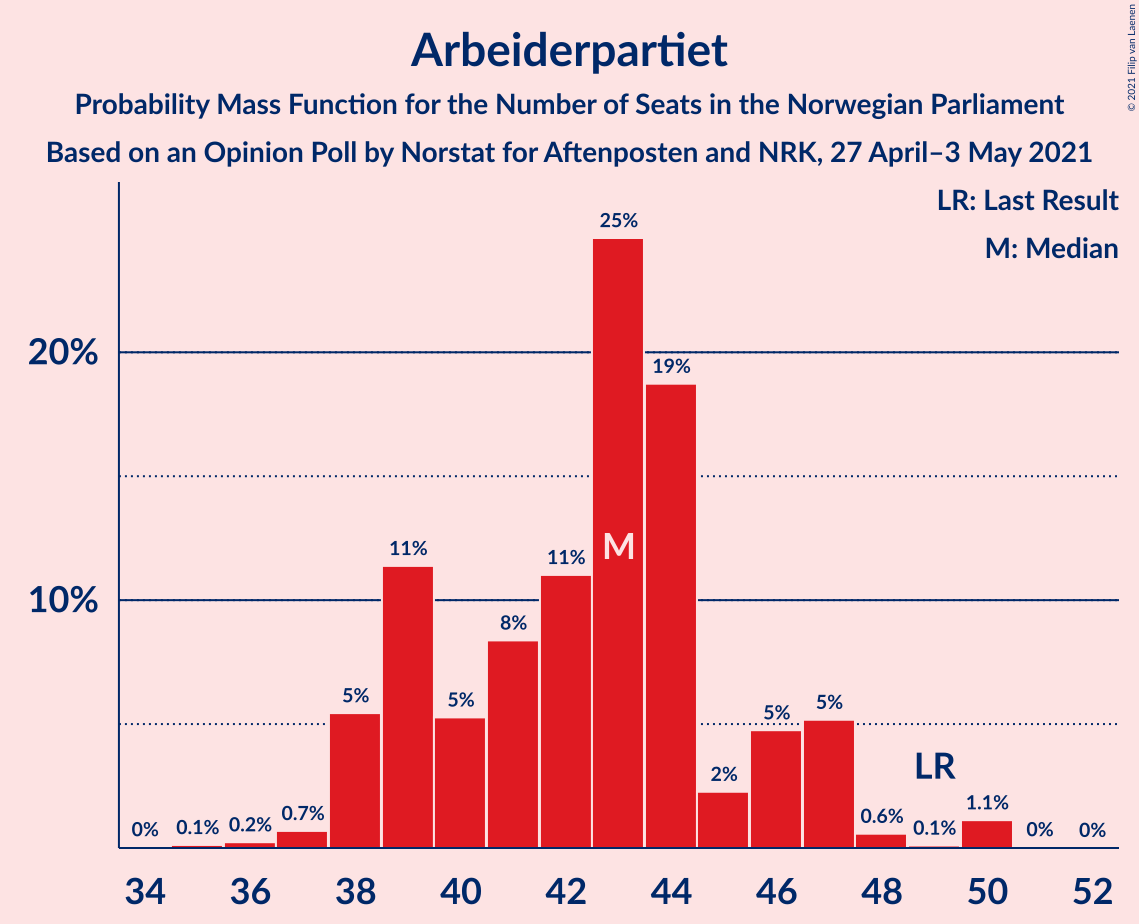 Arbeiderpartiet
Probability Mass Function for the Number of Seats in the Norwegian Parliament
Based on an Opinion Poll by Norstat for Aftenposten and NRK, 27 April–3 May 2021
© 2021 Filip van Laenen
LR: Last Result
M: Median
20%
10%
0%
0.1%
0.2%
0.7%
5%
11%
5%
8%
11%
25%
M
19%
2%
5%
5%
0.6%
LR
0.1%
1.1%
0%
0%
34 36 38 40 42 44 46 48 50 52